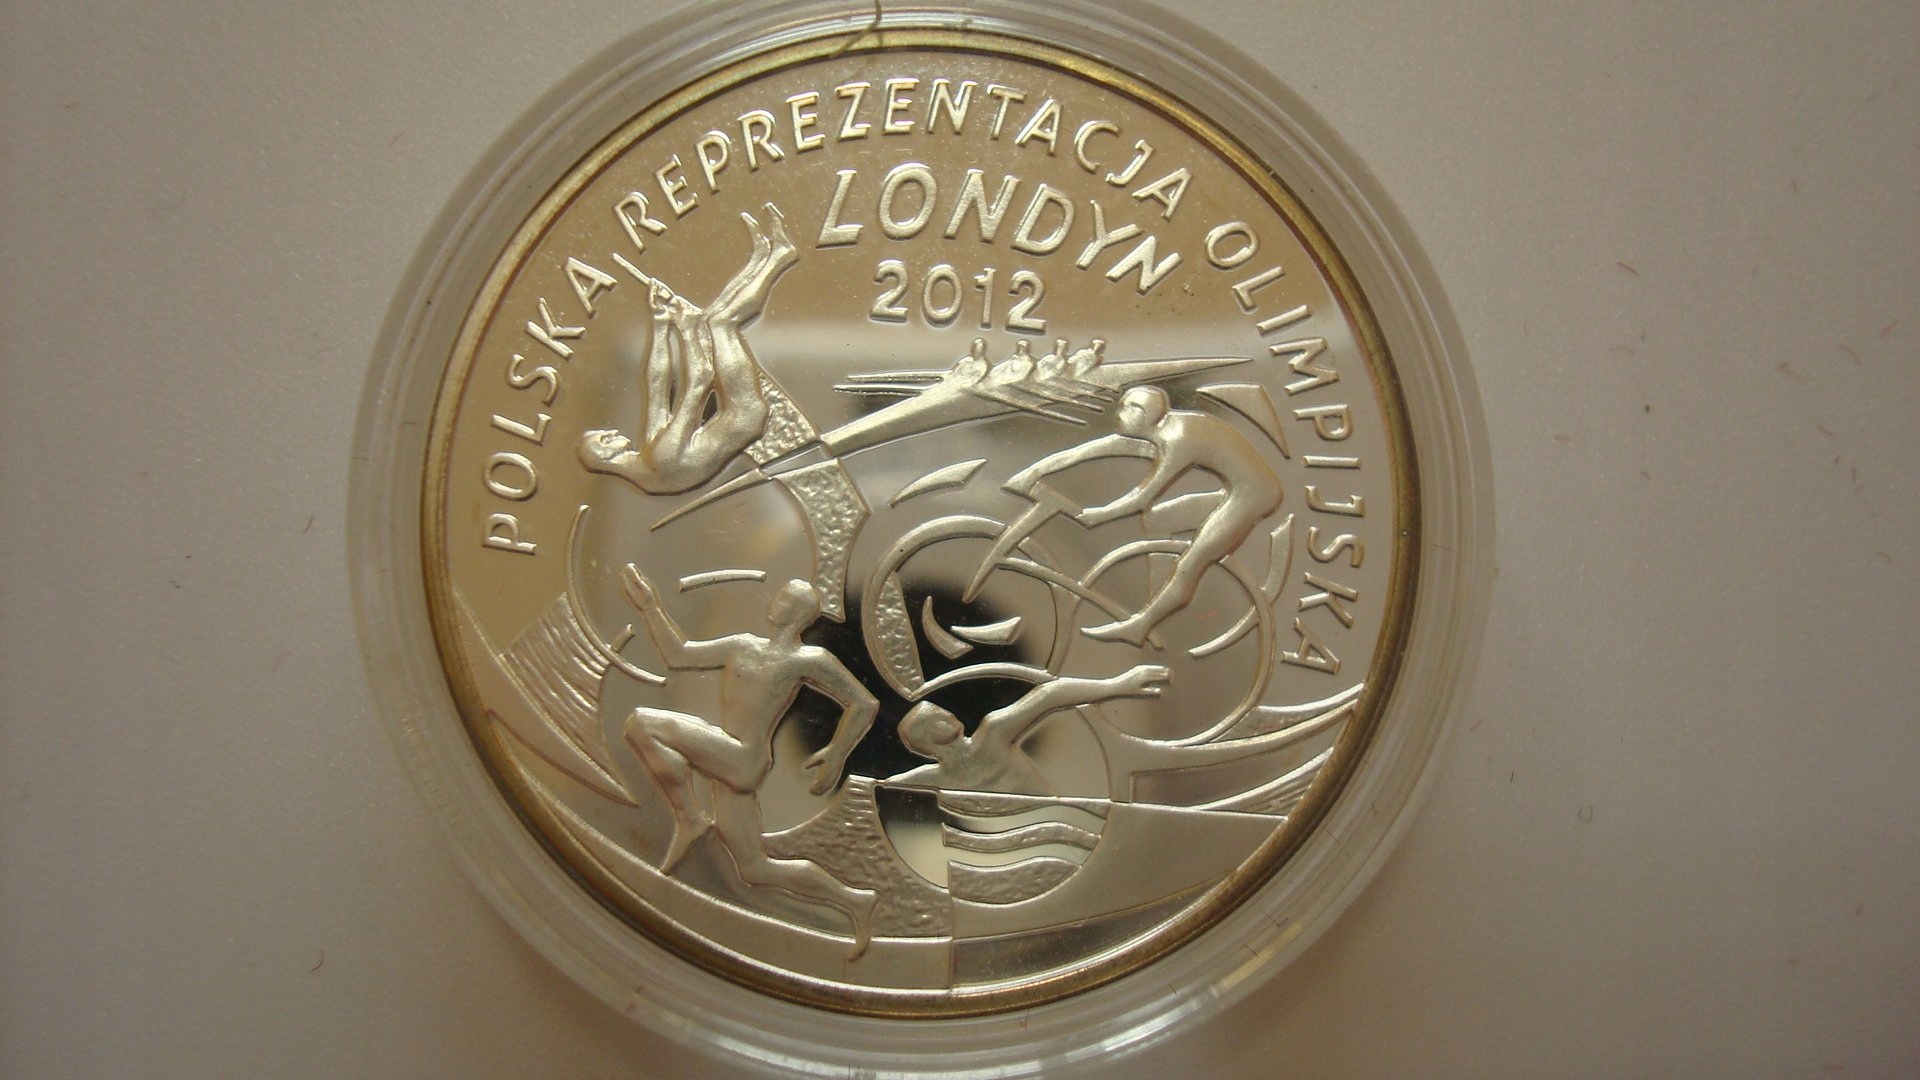 POLSKA REPREZENTACJA OLIMPIJSKA
LONDYN
2012